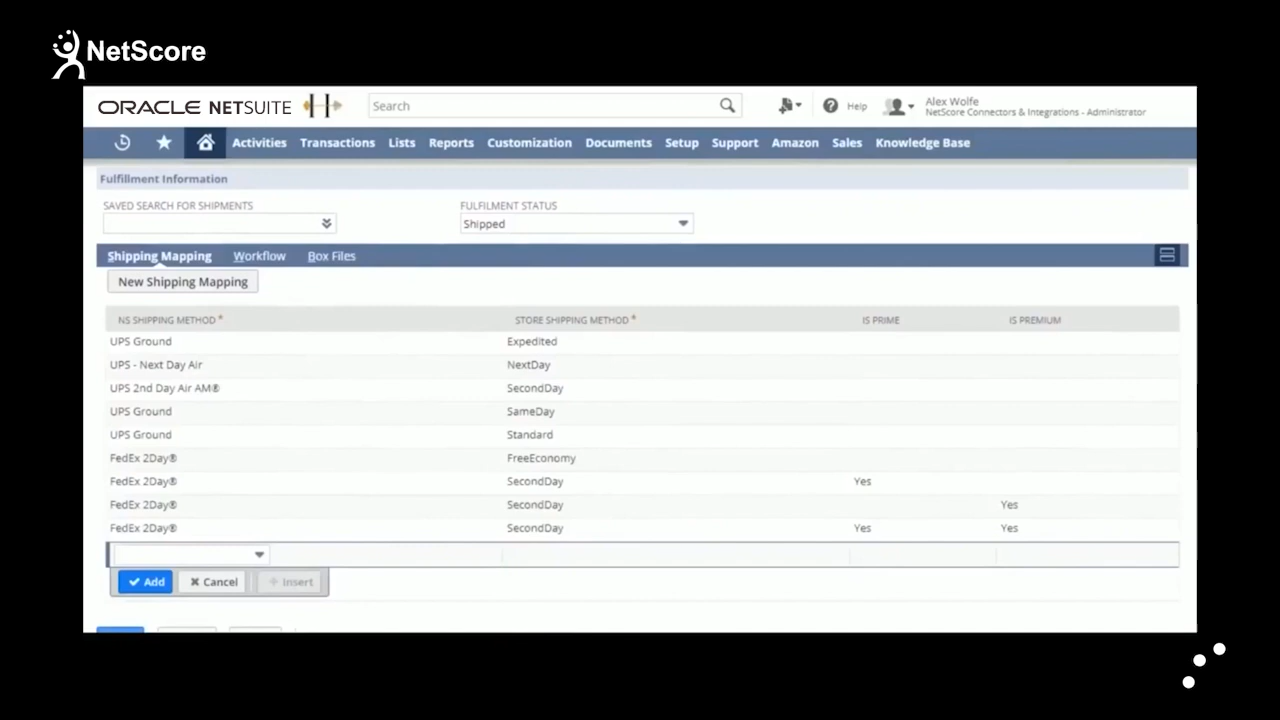 NetScore
ORACLE NETSUITE
Search
Help
Alex Wolfe
NetScore Connectors & Integrations - Administrator
Activities Transactions Lists Reports Customization Documents Setup Support Amazon Sales Knowledge Base
Fulfillment Information
SAVED SEARCH FOR SHIPMENTS FULFILMENT STATUS
Shipped
Shipping Mapping Workflow Box Files
New Shipping Mapping
NS SHIPPING METHOD * STORE SHIPPING METHOD * IS PRIME IS PREMIUM
UPS Ground Expedited
UPS - Next Day Air NextDay
UPS 2nd Day Air AM® SecondDay
UPS Ground SameDay
UPS Ground Standard
FedEx 2Day® FreeEconomy
FedEx 2Day® SecondDay Yes
FedEx 2Day® SecondDay Yes
FedEx 2Day® SecondDay Yes Yes
Add Cancel Insert